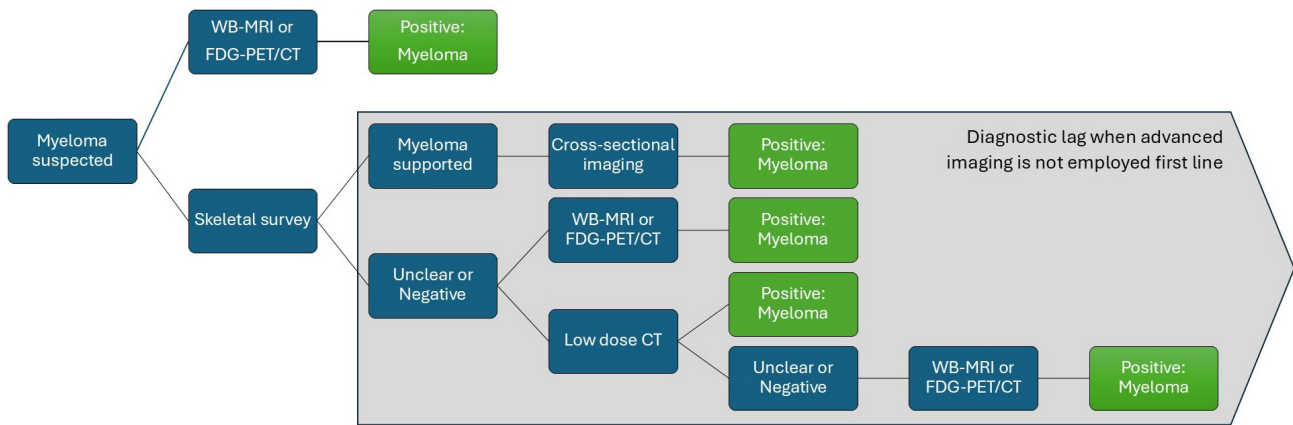 WB-MRI or
FDG-PET/CT
Positive:
Myeloma
Myeloma
suspected
Skeletal survey
Diagnostic lag when advanced
imaging is not employed first line
Myeloma
supported
Cross-sectional
imaging
Positive:
Myeloma
Unclear or
Negative
WB-MRI or
FDG-PET/CT
Positive:
Myeloma
Low dose CT
Positive:
Myeloma
Unclear or
Negative
WB-MRI or
FDG-PET/CT
Positive:
Myeloma